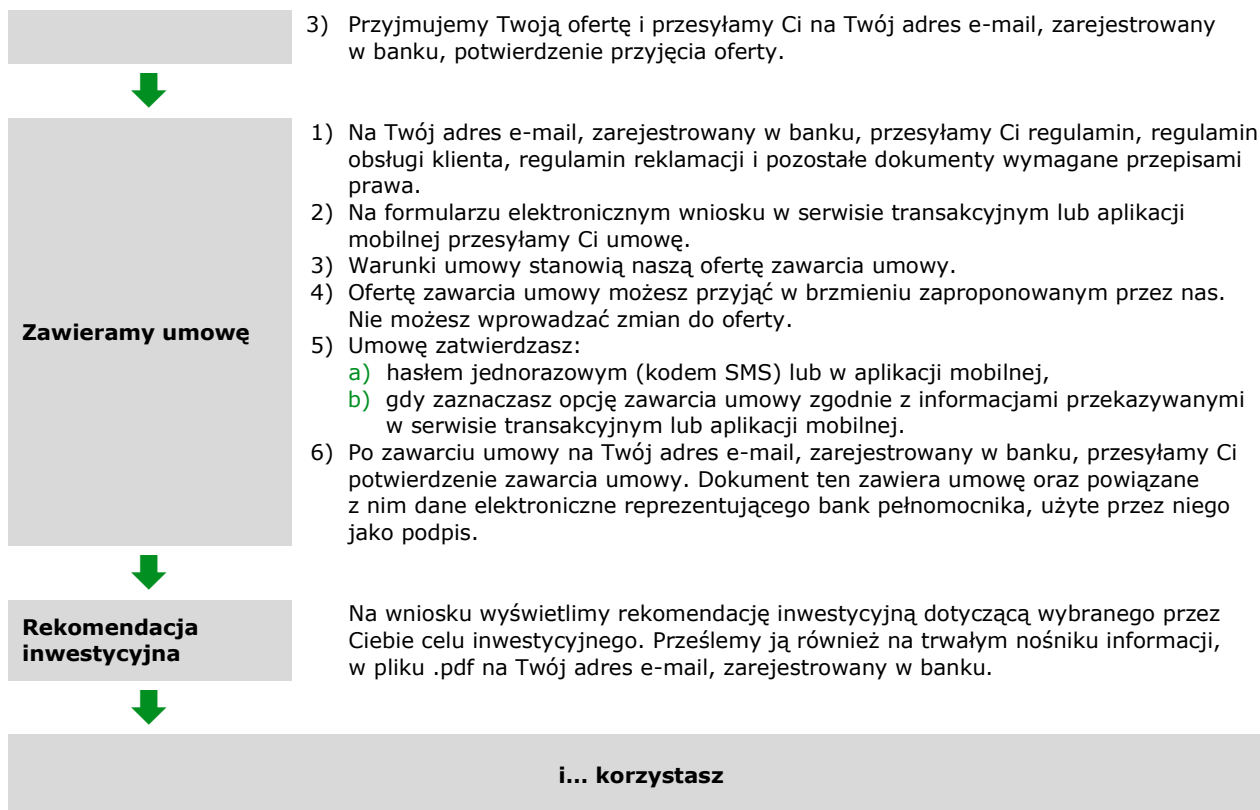 3) Przyjmujemy Twoją ofertę i przesyłamy Ci na Twój adres e-mail, zarejestrowany
w banku, potwierdzenie przyjęcia oferty.
Zawieramy umowę
1) Na Twój adres e-mail, zarejestrowany w banku, przesyłamy Ci regulamin, regulamin
obsługi klienta, regulamin reklamacji i pozostałe dokumenty wymagane przepisami
prawa.
2) Na formularzu elektronicznym wniosku w serwisie transakcyjnym lub aplikacji
mobilnej przesyłamy Ci umowę.
3) Warunki umowy stanowią naszą ofertę zawarcia umowy.
4) Ofertę zawarcia umowy możesz przyjąć w brzmieniu zaproponowanym przez nas.
Nie możesz wprowadzać zmian do oferty.
5) Umowę zatwierdzasz:
a) hasłem jednorazowym (kodem SMS) lub w aplikacji mobilnej,
b) gdy zaznaczasz opcję zawarcia umowy zgodnie z informacjami przekazywanymi
w serwisie transakcyjnym lub aplikacji mobilnej.
6) Po zawarciu umowy na Twój adres e-mail, zarejestrowany w banku, przesyłamy Ci
potwierdzenie zawarcia umowy. Dokument ten zawiera umowę oraz powiązane
z nim dane elektroniczne reprezentującego bank pełnomocnika, użyte przez niego
jako podpis.
Rekomendacja
inwestycyjna
Na wniosku wyświetlimy rekomendację inwestycyjną dotyczącą wybranego przez
Ciebie celu inwestycyjnego. Prześlemy ją również na trwałym nośniku informacji,
w pliku .pdf na Twój adres e-mail, zarejestrowany w banku.
i... korzystasz